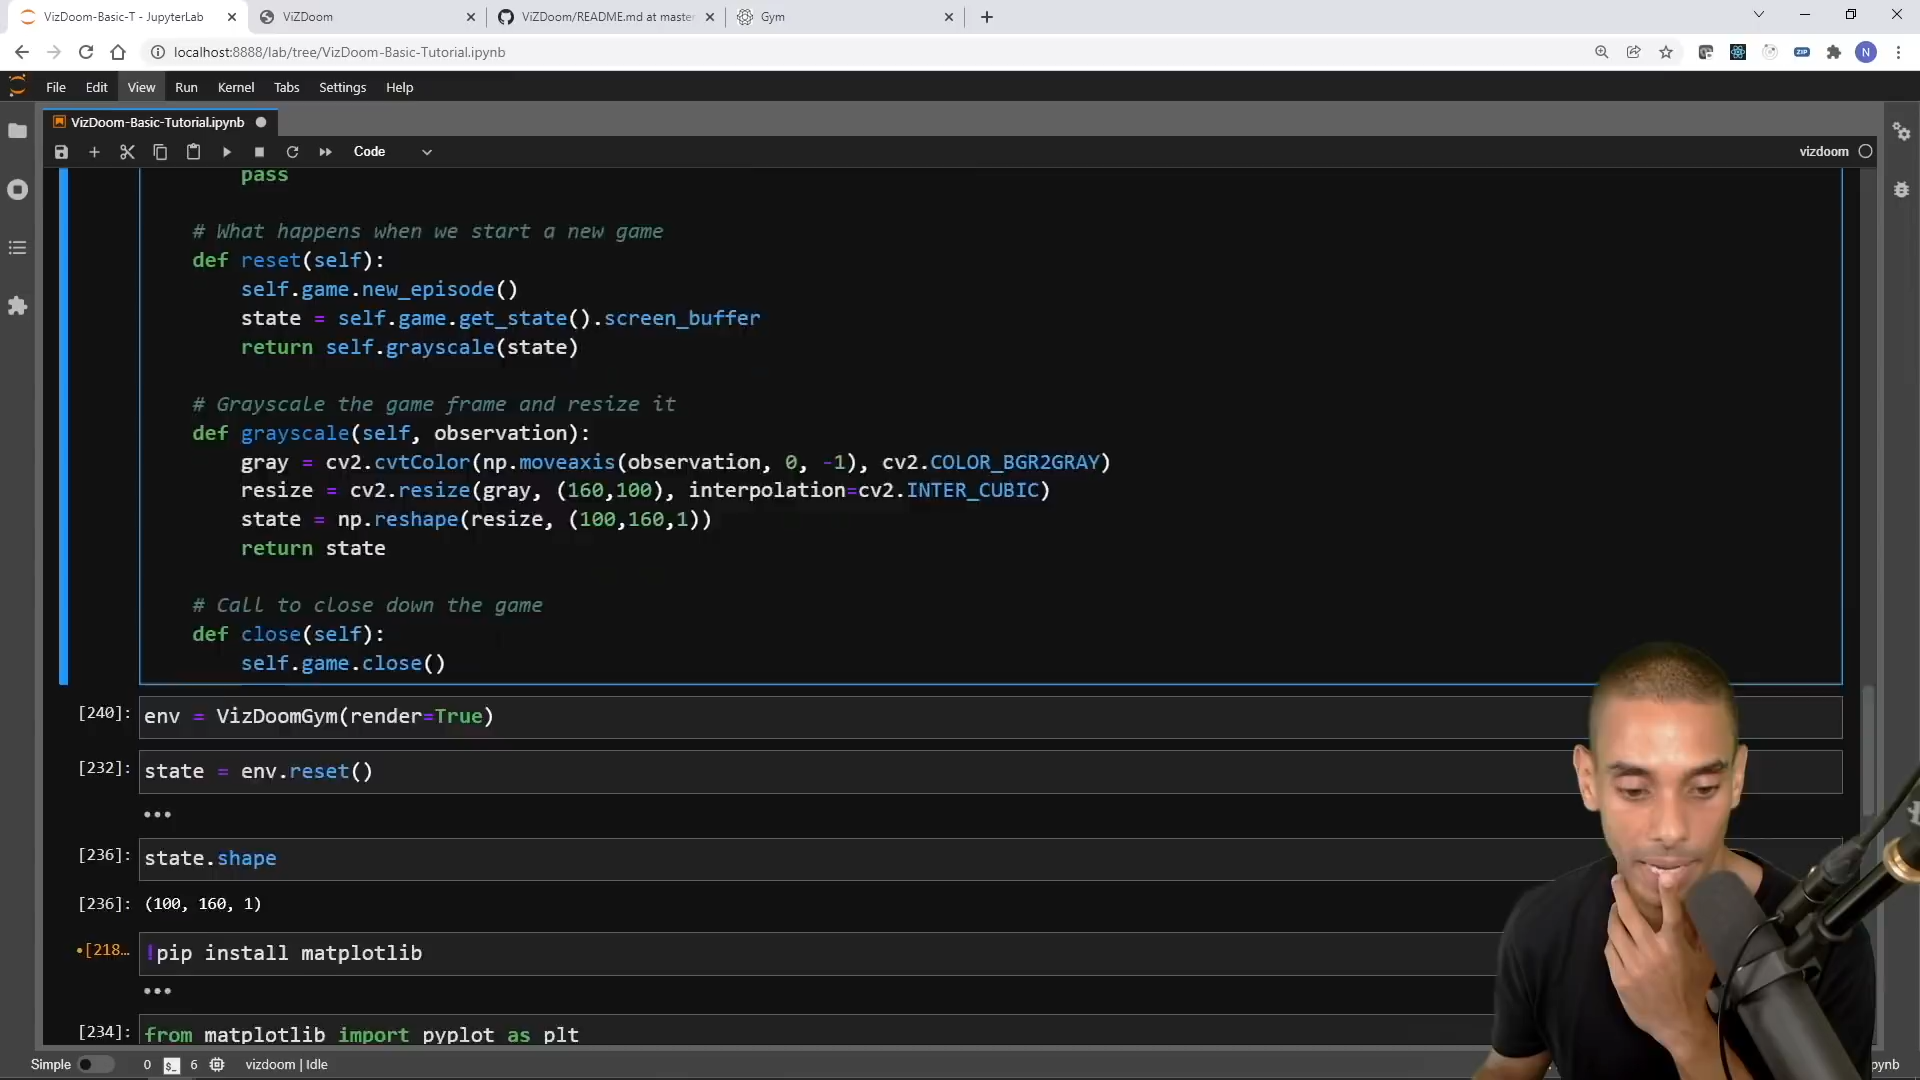 VizDoom-Basic-T - JupyterLab
ViZDoom
ViZDoom/README.md at master
Gym
localhost:8888/lab/tree/VizDoom-Basic-Tutorial.ipynb
ZIP
N
File Edit View Run Kernel Tabs Settings Help
VizDoom-Basic-Tutorial.ipynb
Code
vizdoom
pass
# What happens when we start a new game
def reset(self):
self.game.new_episode()
state = self.game.get_state().screen_buffer
return self.grayscale(state)
# Grayscale the game frame and resize it
def grayscale(self, observation):
gray = cv2.cvtColor(np.moveaxis(observation, 0, -1), cv2.COLOR_BGR2GRAY)
resize = cv2.resize(gray, (160,100), interpolation=cv2.INTER_CUBIC)
state = np.reshape(resize, (100,160,1))
return state
# Call to close down the game
def close(self):
self.game.close()
[240]: env = VizDoomGym(render=True)
[232]: state = env.reset()
•••
[236]: state.shape
[236]: (100, 160, 1)
•[218… !pip install matplotlib
•••
[234]: from matplotlib import pyplot as plt
Simple 0 $_ 6 vizdoom | Idle
ynb